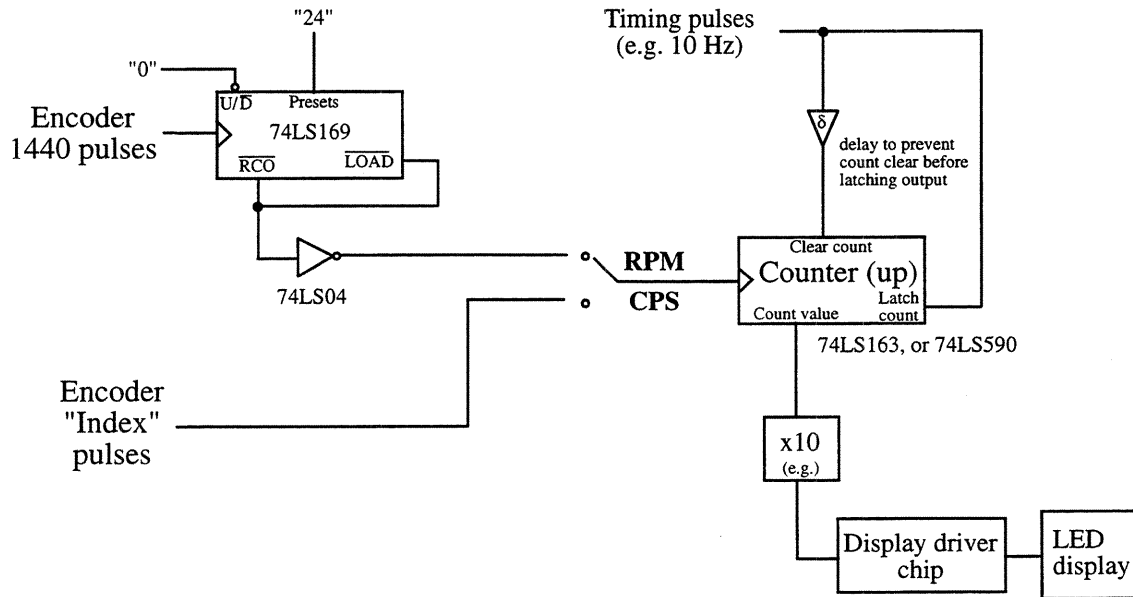 "24"
Timing pulses
(e.g. 10 Hz)
"0"
U/D̅
Presets
Encoder
1440 pulses
74LS169
R̅C̅O̅
L̅O̅A̅D̅
δ
delay to prevent
count clear before
latching output
74LS04
RPM
CPS
Clear count
Counter (up)
Latch
count
Count value
74LS163, or 74LS590
Encoder
"Index"
pulses
x10
(e.g.)
Display driver
chip
LED
display